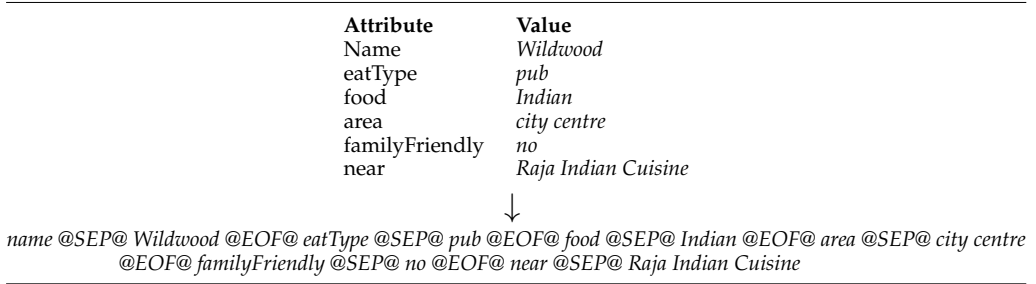 Attribute Value
Name Wildwood
eatType pub
food Indian
area city centre
familyFriendly no
near Raja Indian Cuisine
↓
name @SEP@ Wildwood @EOF@ eatType @SEP@ pub @EOF@ food @SEP@ Indian @EOF@ area @SEP@ city centre
@EOF@ familyFriendly @SEP@ no @EOF@ near @SEP@ Raja Indian Cuisine